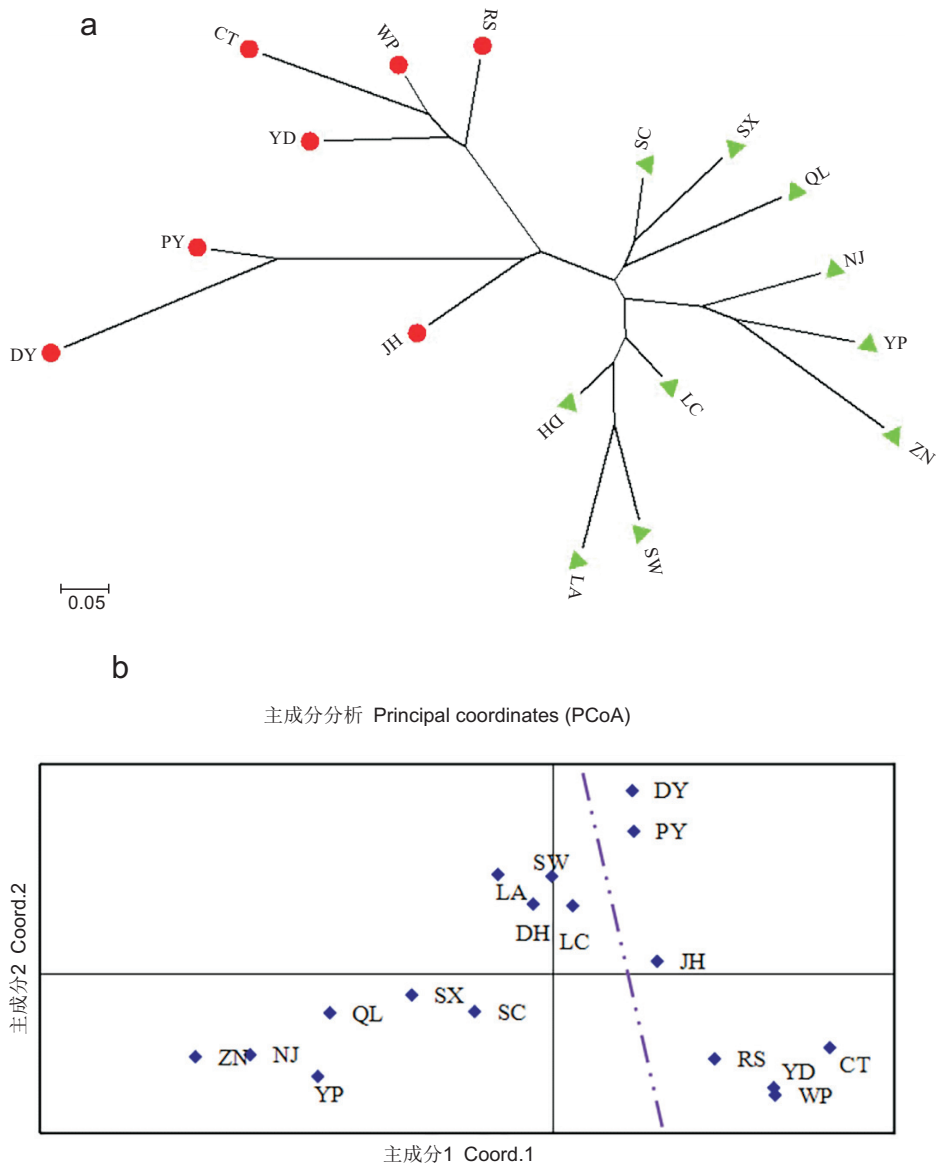 a
CT
WP
RS
YD
SC
SX
QL
PY
NJ
DY
JH
YP
LC
DH
ZN
SW
LA
0.05
b
主成分分析 Principal coordinates (PCoA)
DY
PY
SW
LA
DH
LC
JH
SX
QL
SC
ZN
NJ
YP
RS
CT
YD
WP
主成分2 Coord.2
主成分1 Coord.1